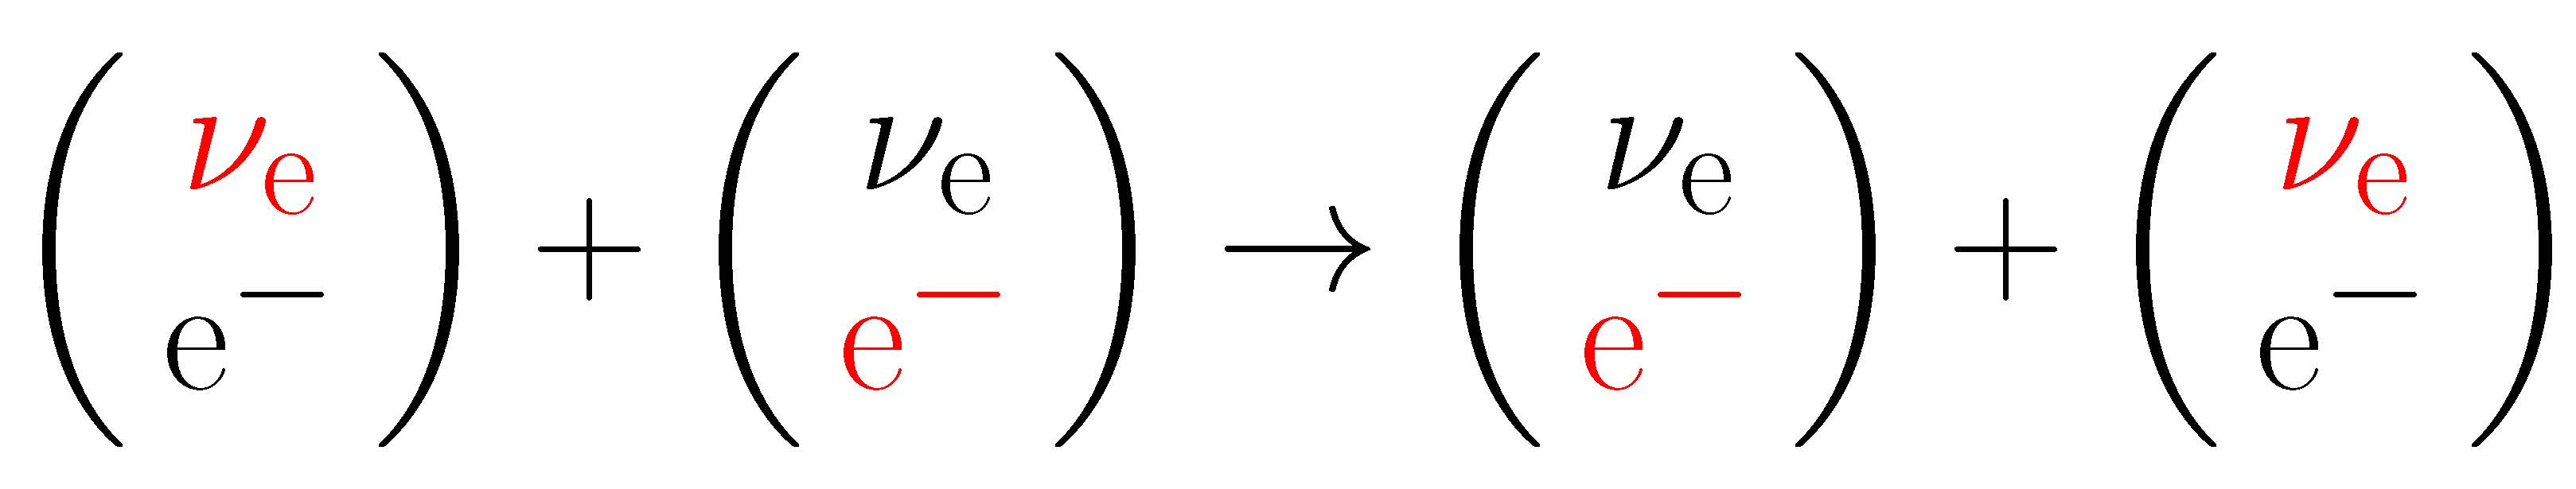 ( νe e− ) + ( νe e− ) → ( νe e− ) + ( νe e− )